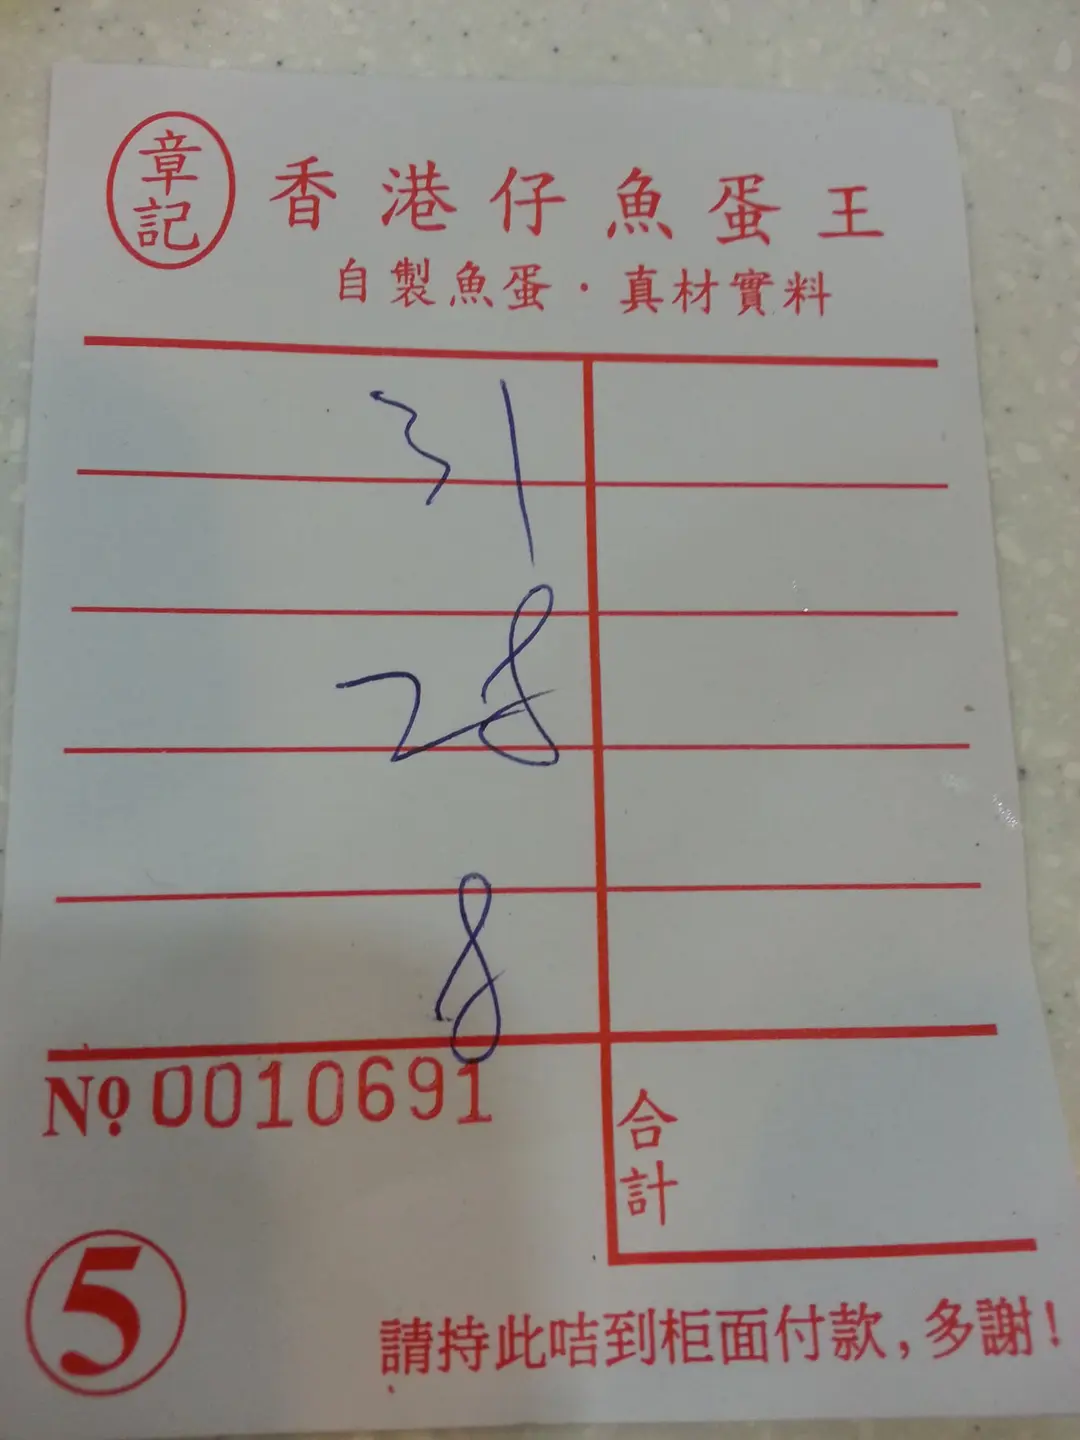 章記
香港仔魚蛋王
自製魚蛋·真材實料
31
28
8
Nº 0010691
合計
5
請持此咭到柜面付款,多謝!